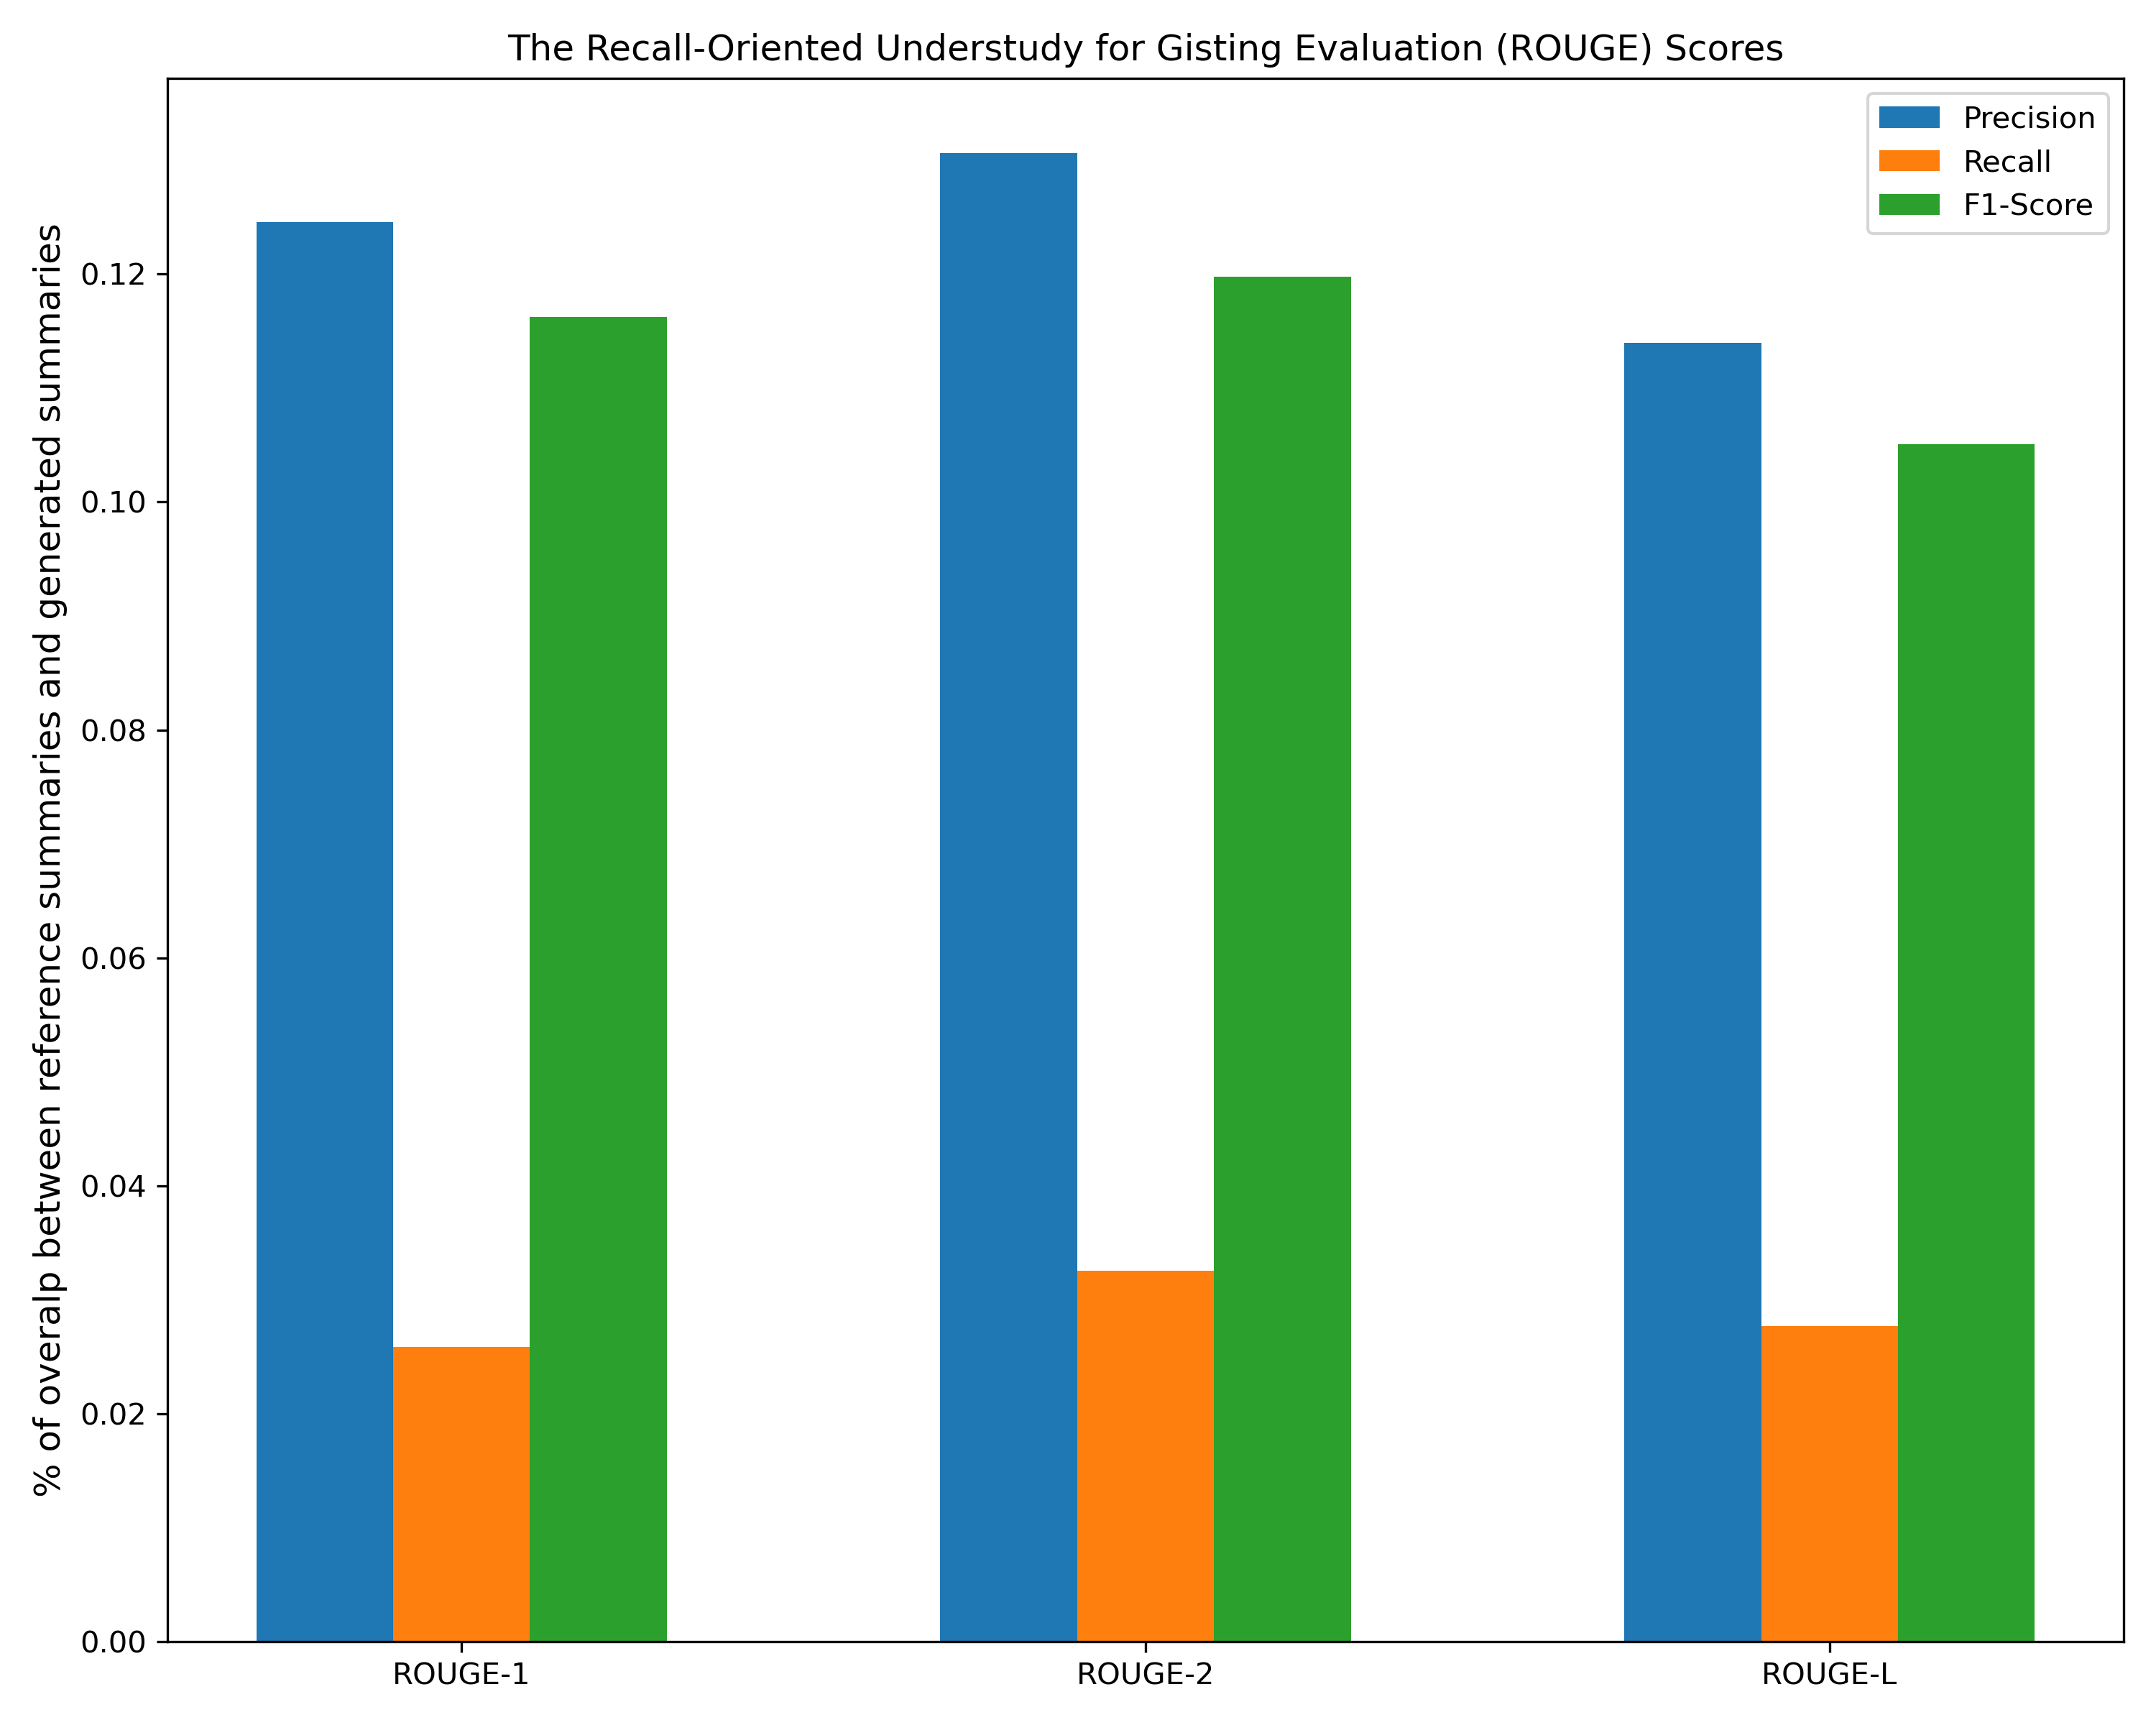 The Recall-Oriented Understudy for Gisting Evaluation (ROUGE) Scores
Precision
Recall
F1-Score
% of overalp between reference summaries and generated summaries
0.12
0.10
0.08
0.06
0.04
0.02
0.00
ROUGE-1
ROUGE-2
ROUGE-L